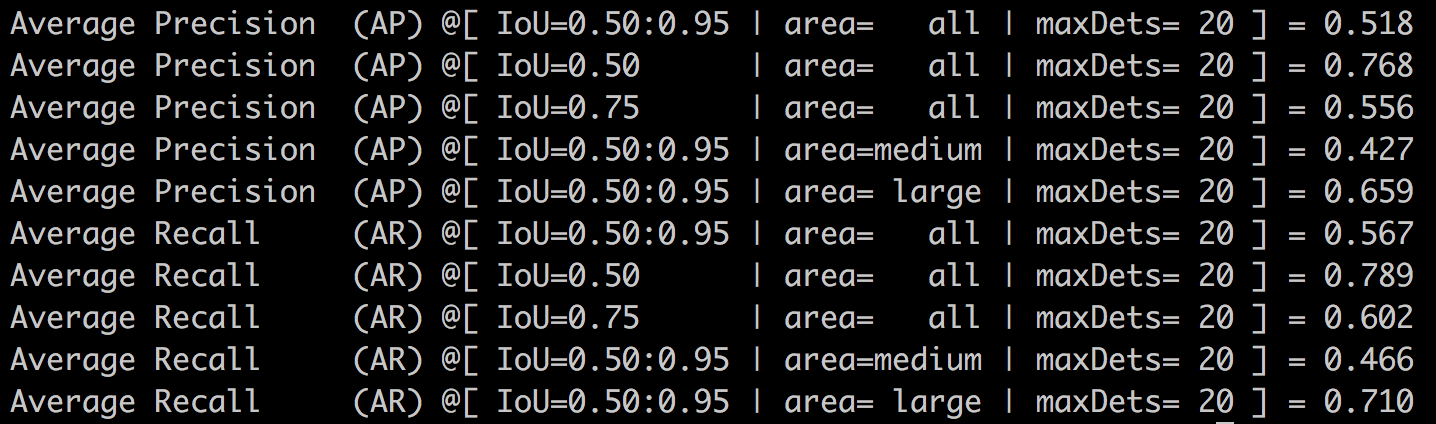 Average Precision  (AP) @[ IoU=0.50:0.95 | area=   all | maxDets= 20 ] = 0.518
Average Precision  (AP) @[ IoU=0.50      | area=   all | maxDets= 20 ] = 0.768
Average Precision  (AP) @[ IoU=0.75      | area=   all | maxDets= 20 ] = 0.556
Average Precision  (AP) @[ IoU=0.50:0.95 | area=medium | maxDets= 20 ] = 0.427
Average Precision  (AP) @[ IoU=0.50:0.95 | area= large | maxDets= 20 ] = 0.659
Average Recall     (AR) @[ IoU=0.50:0.95 | area=   all | maxDets= 20 ] = 0.567
Average Recall     (AR) @[ IoU=0.50      | area=   all | maxDets= 20 ] = 0.789
Average Recall     (AR) @[ IoU=0.75      | area=   all | maxDets= 20 ] = 0.602
Average Recall     (AR) @[ IoU=0.50:0.95 | area=medium | maxDets= 20 ] = 0.466
Average Recall     (AR) @[ IoU=0.50:0.95 | area= large | maxDets= 20 ] = 0.710